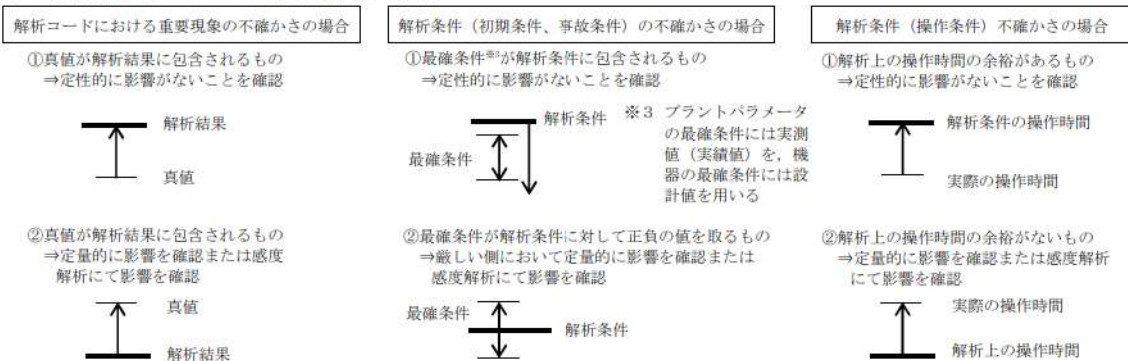 解析コードにおける重要現象の不確かさの場合
①真値が解析結果に包含されるもの
⇒定性的に影響がないことを確認
解析結果
真値
②真値が解析結果に包含されるもの
⇒定量的に影響を確認または感度
解析にて影響を確認
真値
解析結果
解析条件（初期条件、事故条件）の不確かさの場合
①最確条件※3が解析条件に包含されるもの
⇒定性的に影響がないことを確認
解析条件
最確条件
※3 プラントパラメータ
の最確条件には実測
値（実績値）を，機
器の最確条件には設
計値を用いる
②最確条件が解析条件に対して正負の値を取るもの
⇒厳しい側において定量的に影響を確認または
感度解析にて影響を確認
最確条件
解析条件
解析条件（操作条件）不確かさの場合
①解析上の操作時間の余裕があるもの
⇒定性的に影響がないことを確認
解析条件の操作時間
実際の操作時間
②解析上の操作時間の余裕がないもの
⇒定量的に影響を確認または感度解析
にて影響を確認
実際の操作時間
解析上の操作時間